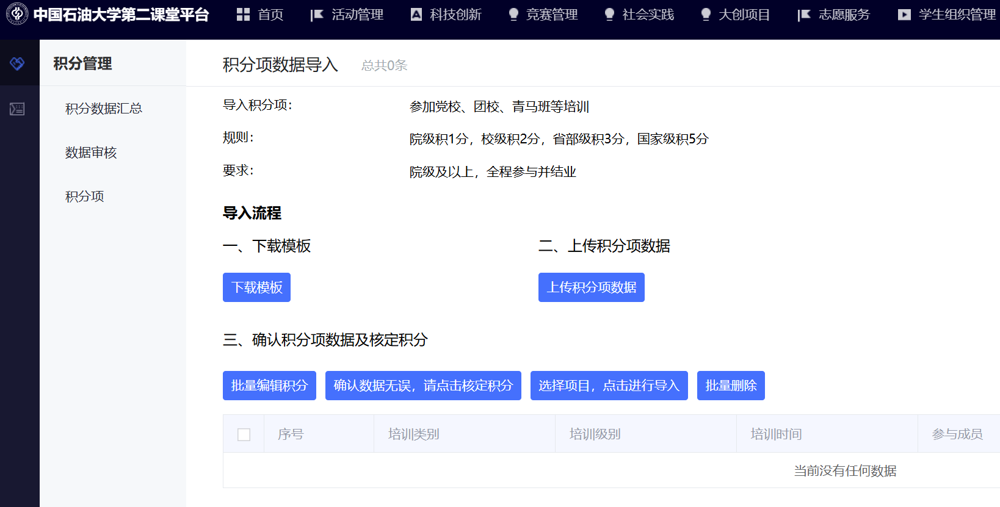 中国石油大学第二课堂平台 首页 活动管理 科技创新 竞赛管理 社会实践 大创项目 志愿服务 学生组织管理
积分管理
积分数据汇总
数据审核
积分项
积分项数据导入 总共0条
导入积分项： 参加党校、团校、青马班等培训
规则： 院级积1分，校级积2分，省部级积3分，国家级积5分
要求： 院级及以上，全程参与并结业
导入流程
一、下载模板 二、上传积分项数据
下载模板 上传积分项数据
三、确认积分项数据及核定积分
批量编辑积分 确认数据无误，请点击核定积分 选择项目，点击进行导入 批量删除
序号 培训类别 培训级别 培训时间 参与成员
当前没有任何数据